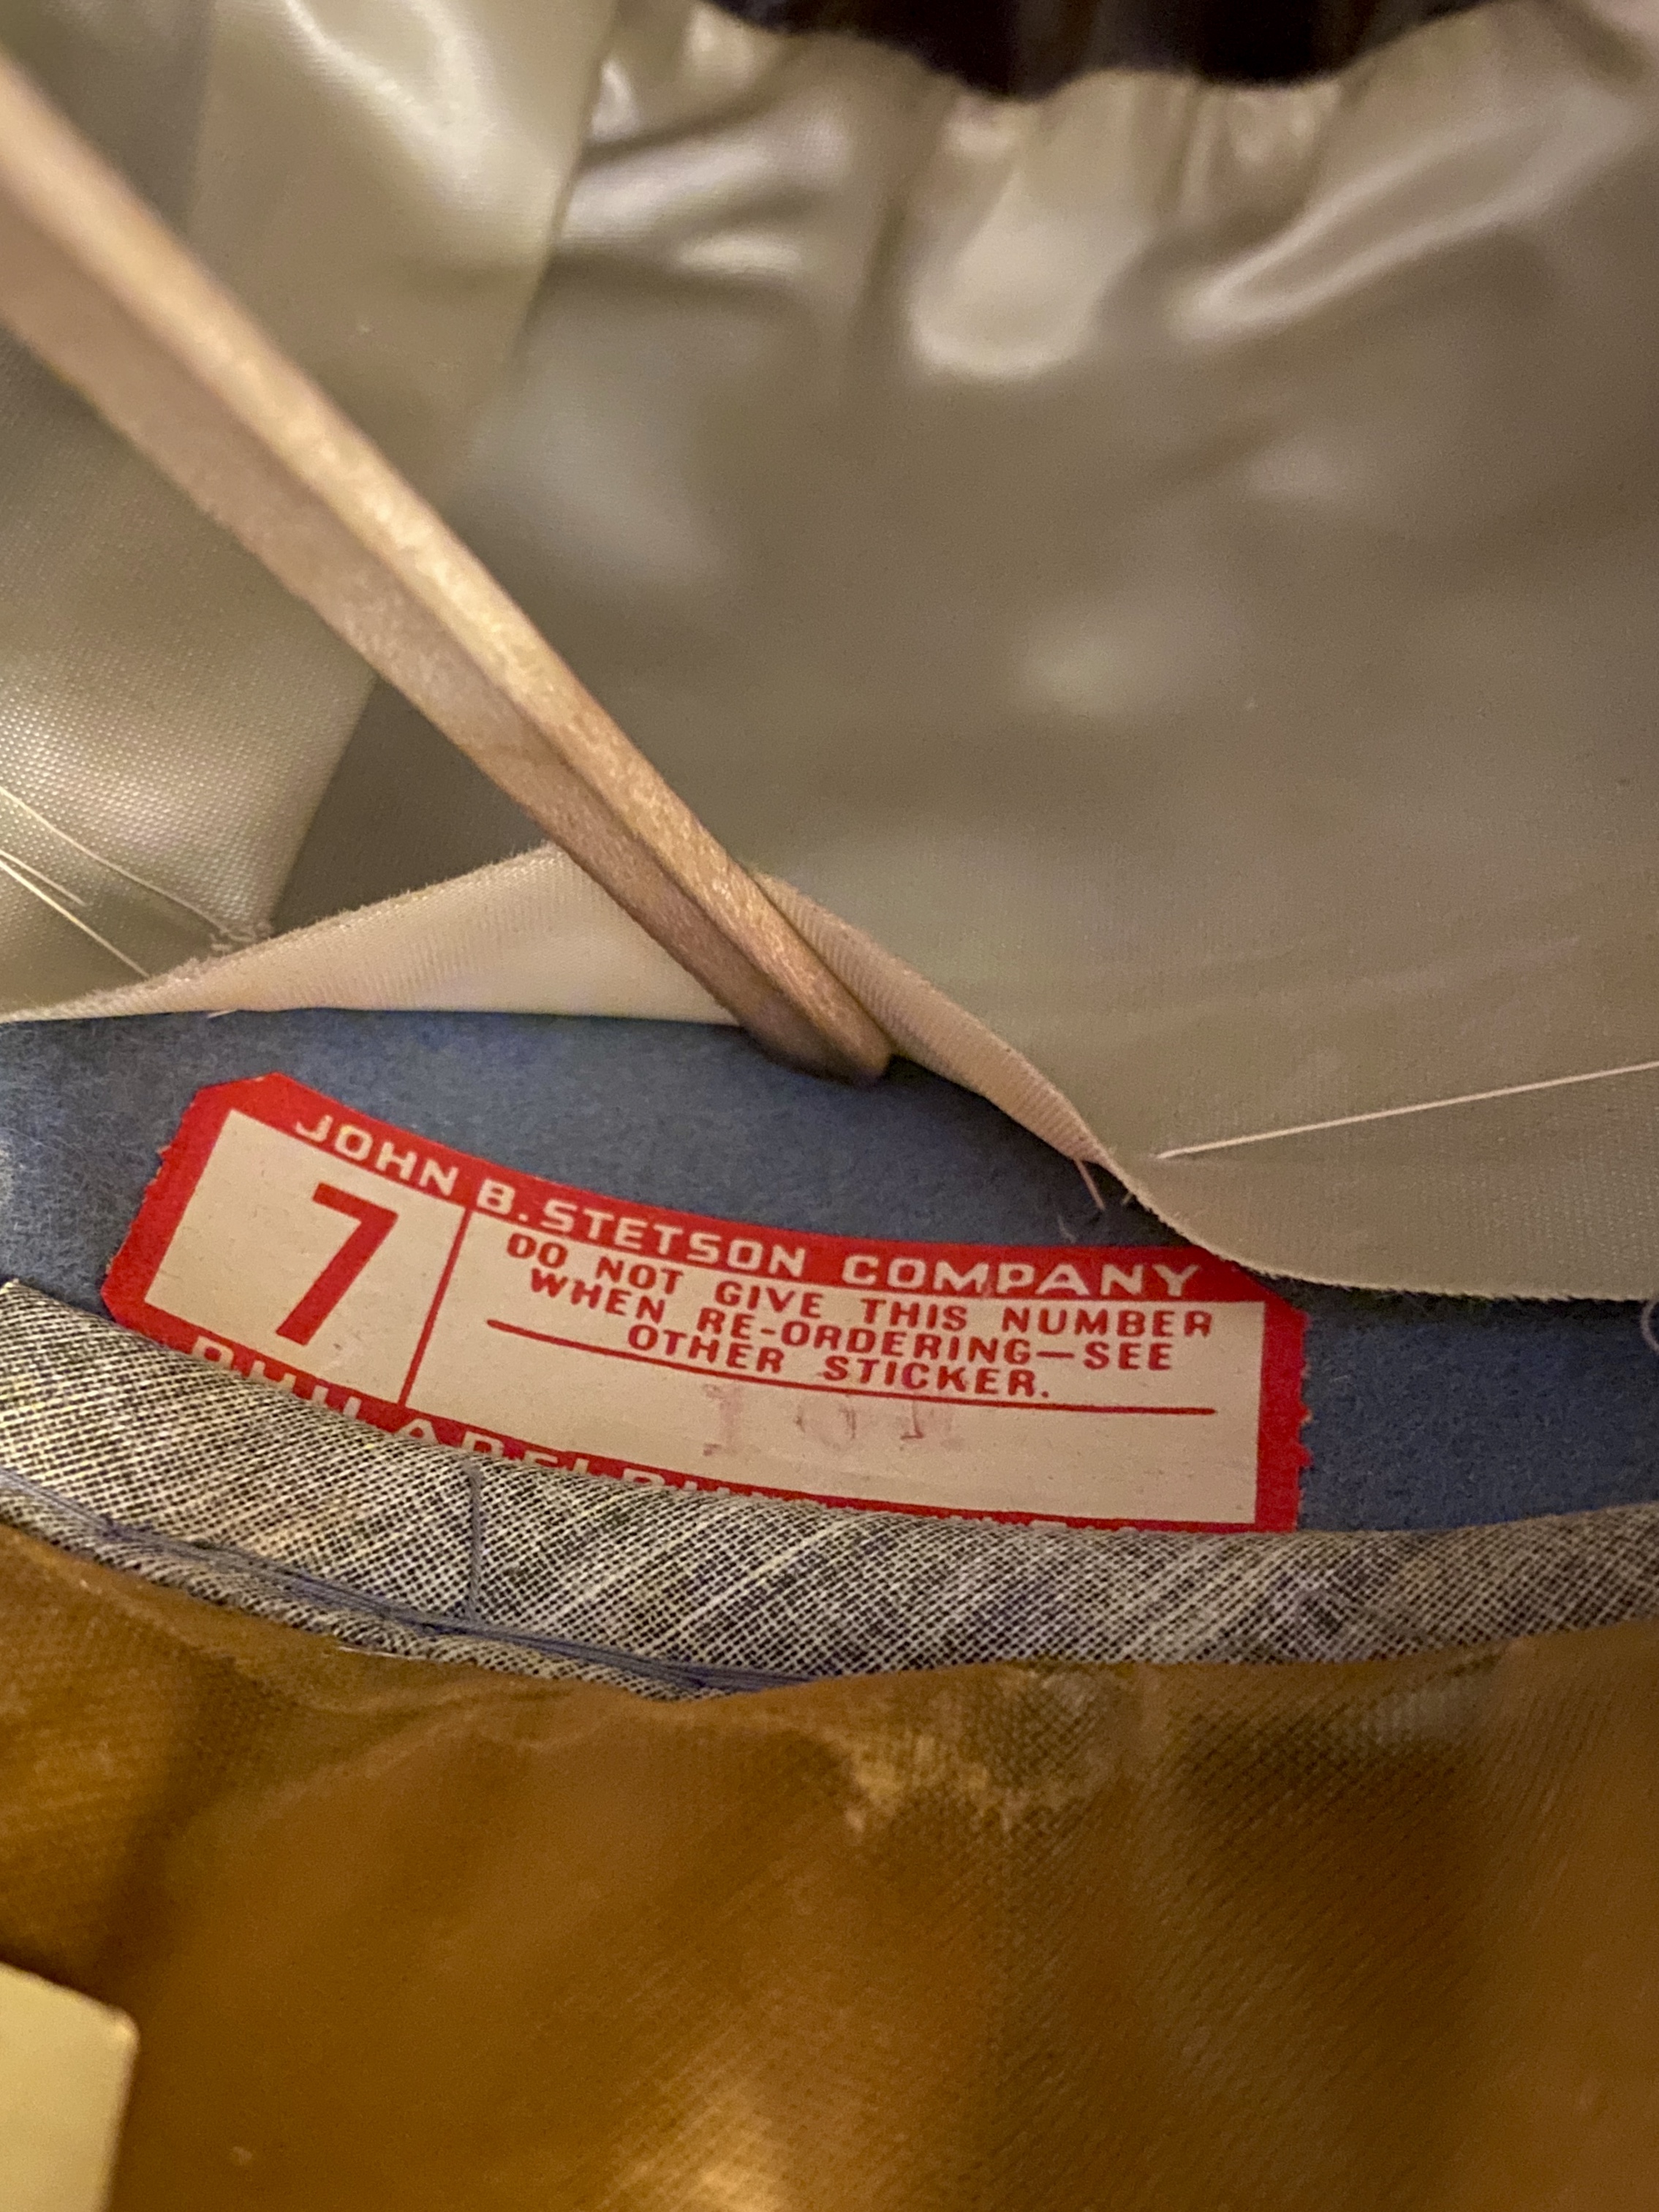 JOHN B. STETSON COMPANY
7
DO NOT GIVE THIS NUMBER
WHEN RE-ORDERING—SEE
OTHER STICKER.